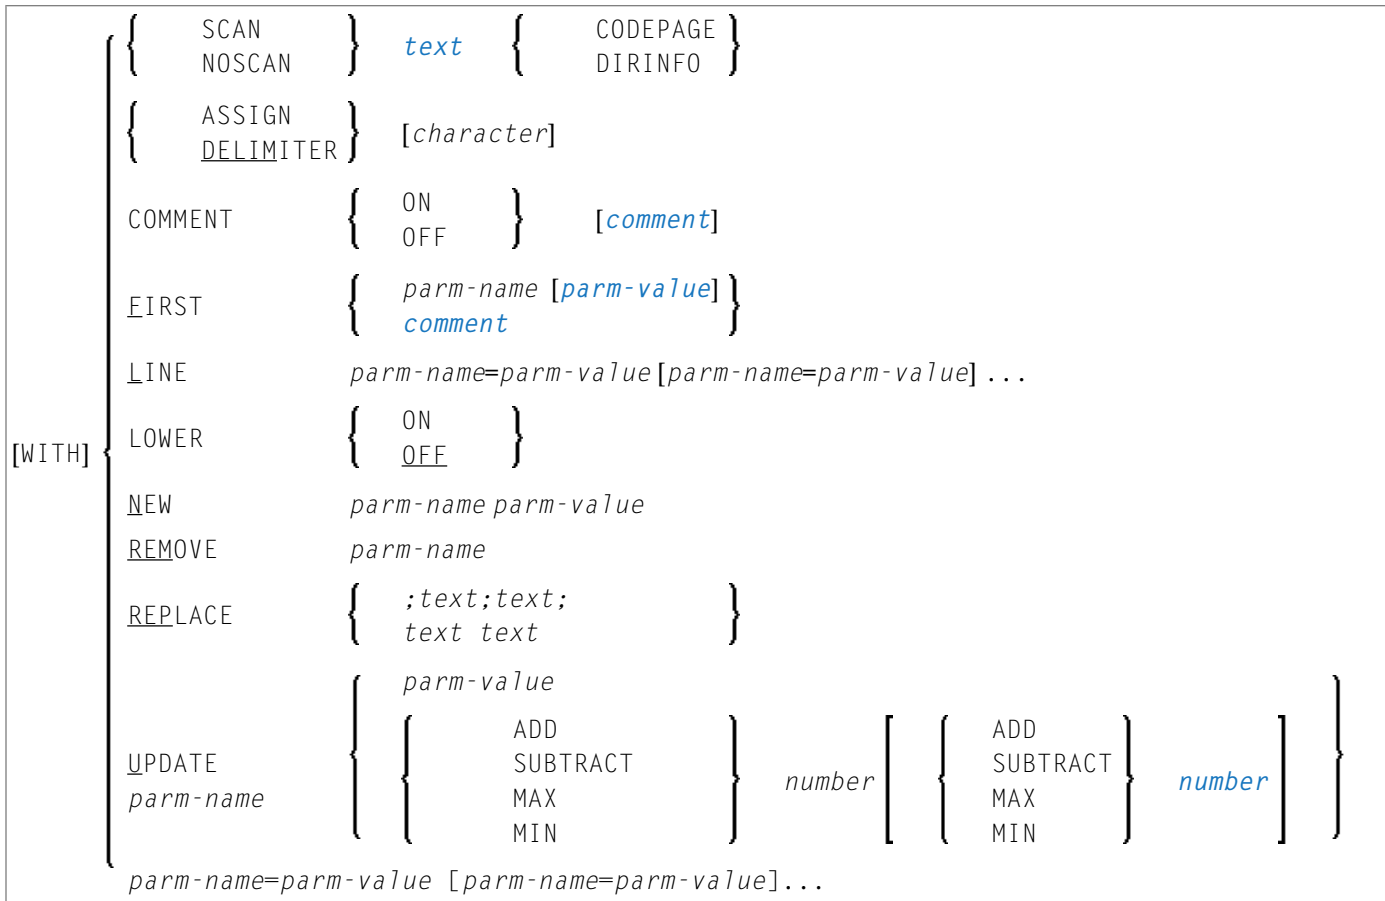 SCAN
NOSCAN
text
CODEPAGE
DIRINFO
ASSIGN
DELIMITER
[character]
COMMENT
ON
OFF
[comment]
FIRST
parm-name [parm-value]
comment
LINE parm-name=parm-value [parm-name=parm-value] ...
[WITH]
LOWER
ON
OFF
NEW parm-name parm-value
REMOVE parm-name
REPLACE
;text;text;
text text
UPDATE
parm-name
parm-value
ADD
SUBTRACT
MAX
MIN
number
ADD
SUBTRACT
MAX
MIN
number
parm-name=parm-value [parm-name=parm-value]...